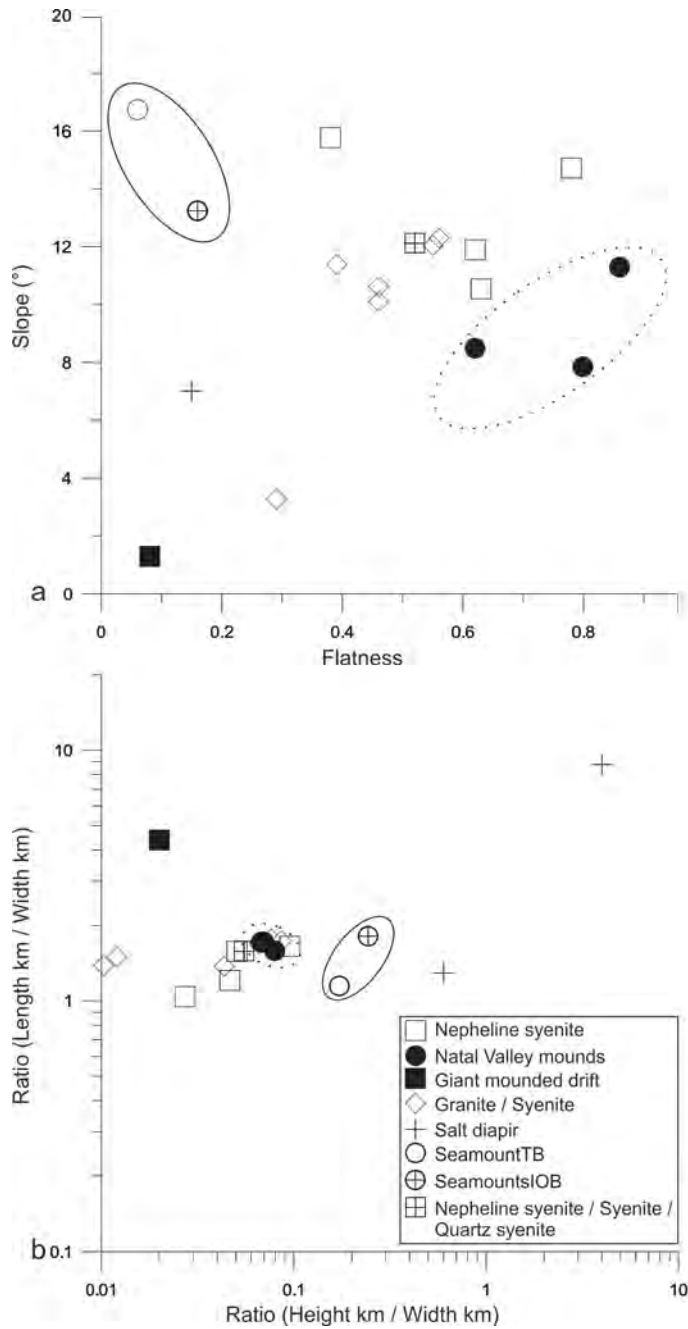 20
16
12
8
4
0
Slope (°)
a
0
0.2
0.4
0.6
0.8
Flatness
10
1
0.1
Ratio (Length km / Width km)
b
0.01
0.1
1
10
Ratio (Height km / Width km)
Nepheline syenite
Natal Valley mounds
Giant mounded drift
Granite / Syenite
Salt diapir
SeamountTB
SeamountsIOB
Nepheline syenite / Syenite /
Quartz syenite